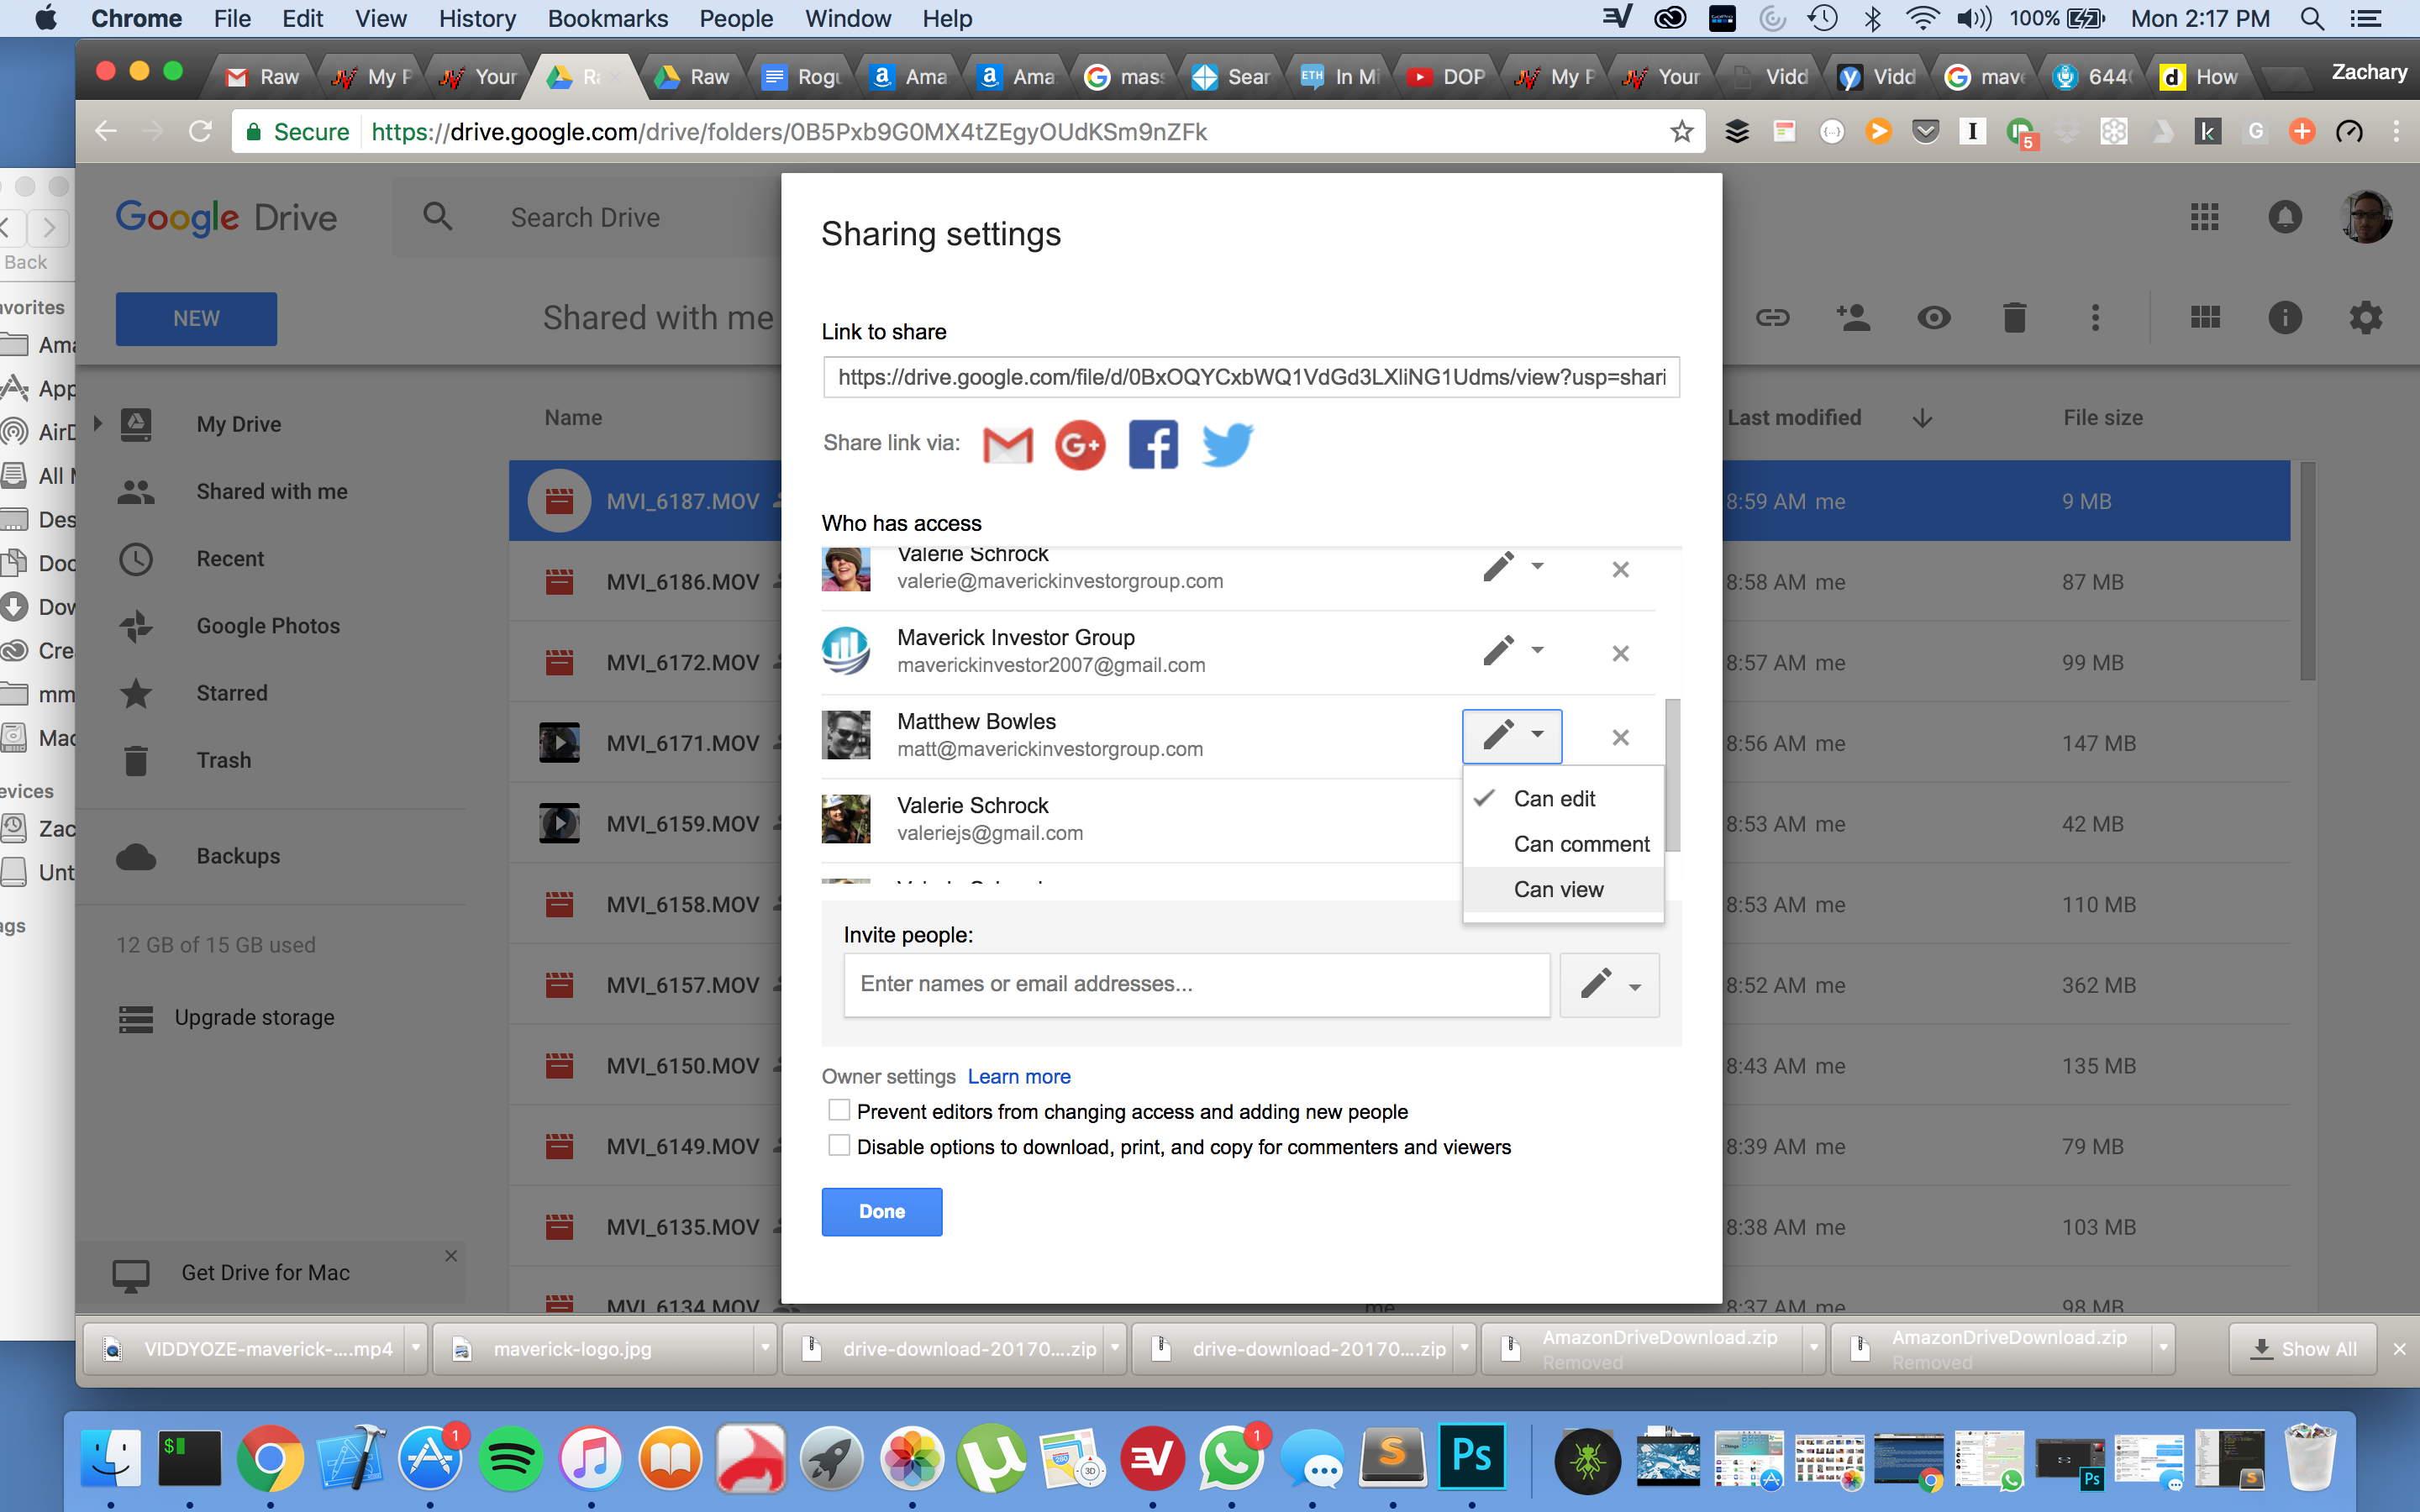 Chrome File Edit View History Bookmarks People Window Help
100% Mon 2:17 PM
Raw My P Your Ra Raw Rogu Ama Ama mass Sear In Mi DOP My P Your Vidd Vidd mave 644 How Zachary
Secure https://drive.google.com/drive/folders/0B5Pxb9G0MX4tZEgyOUdKSm9nZFk
5
Back
avorites
Ama
App
AirD
All M
Des
Doc
Dow
Crea
mm
Mac
evices
Zac
Unt
ags
Google Drive
Search Drive
NEW
Shared with me
My Drive
Shared with me
Recent
Google Photos
Starred
Trash
Backups
12 GB of 15 GB used
Upgrade storage
Get Drive for Mac
Name
Last modified
File size
MVI_6187.MOV 8:59 AM me 9 MB
MVI_6186.MOV 8:58 AM me 87 MB
MVI_6172.MOV 8:57 AM me 99 MB
MVI_6171.MOV 8:56 AM me 147 MB
MVI_6159.MOV 8:53 AM me 42 MB
MVI_6158.MOV 8:53 AM me 110 MB
MVI_6157.MOV 8:52 AM me 362 MB
MVI_6150.MOV 8:43 AM me 135 MB
MVI_6149.MOV 8:39 AM me 79 MB
MVI_6135.MOV 8:38 AM me 103 MB
MVI_6134.MOV me 8:37 AM me 98 MB
Sharing settings
Link to share
https://drive.google.com/file/d/0BxOQYCxbWQ1VdGd3LXliNG1Udms/view?usp=shari
Share link via:
Who has access
Valerie Schrock
valerie@maverickinvestorgroup.com
Maverick Investor Group
maverickinvestor2007@gmail.com
Matthew Bowles
matt@maverickinvestorgroup.com
Valerie Schrock
valeriejs@gmail.com
Can edit
Can comment
Can view
Invite people:
Enter names or email addresses...
Owner settings Learn more
Prevent editors from changing access and adding new people
Disable options to download, print, and copy for commenters and viewers
Done
VIDDYOZE-maverick-....mp4
maverick-logo.jpg
drive-download-20170....zip
drive-download-20170....zip
AmazonDriveDownload.zip
Removed
AmazonDriveDownload.zip
Removed
Show All
1
1
Ps